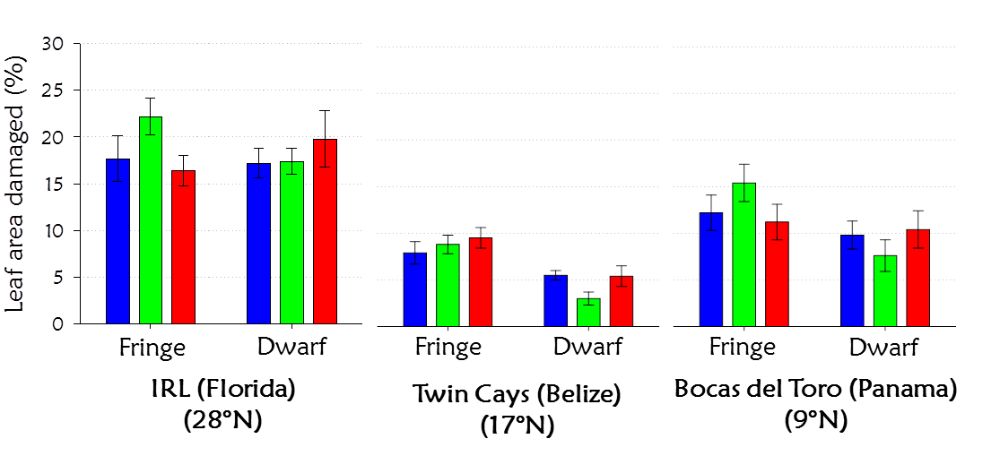 Leaf area damaged (%)
30
25
20
15
10
5
0
Fringe Dwarf
IRL (Florida)
(28°N)
Fringe Dwarf
Twin Cays (Belize)
(17°N)
Fringe Dwarf
Bocas del Toro (Panama)
(9°N)